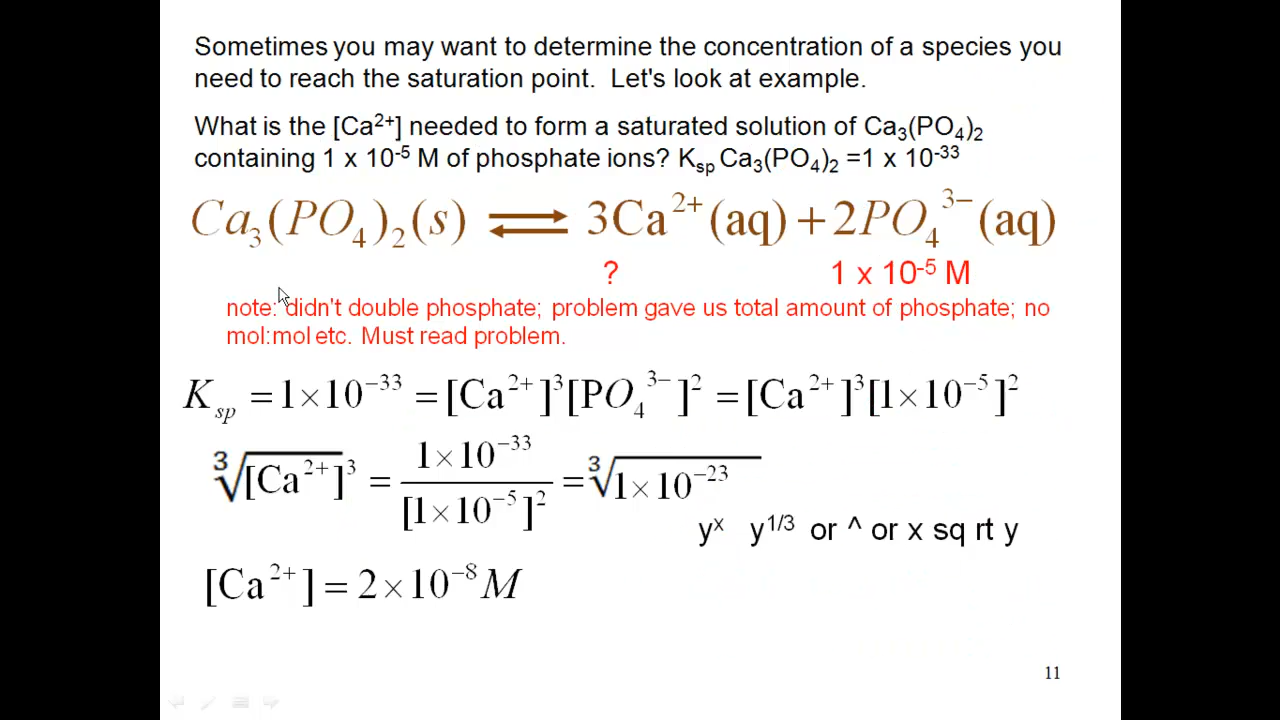 Sometimes you may want to determine the concentration of a species you
need to reach the saturation point.  Let's look at example.
What is the [Ca²⁺] needed to form a saturated solution of Ca₃(PO₄)₂
containing 1 x 10⁻⁵ M of phosphate ions? Kₛₚ Ca₃(PO₄)₂ =1 x 10⁻³³
Ca₃(PO₄)₂(s) ⇌ 3Ca²⁺(aq) + 2PO₄³⁻(aq)
? 1 x 10⁻⁵ M
note: didn't double phosphate; problem gave us total amount of phosphate; no
mol:mol etc. Must read problem.
Kₛₚ = 1×10⁻³³ = [Ca²⁺]³[PO₄³⁻]² = [Ca²⁺]³[1×10⁻⁵]²
∛[Ca²⁺]³ = 1×10⁻³³ / [1×10⁻⁵]² = ∛1×10⁻²³
yˣ y¹ᐟ³ or ^ or x sq rt y
[Ca²⁺] = 2×10⁻⁸ M
11